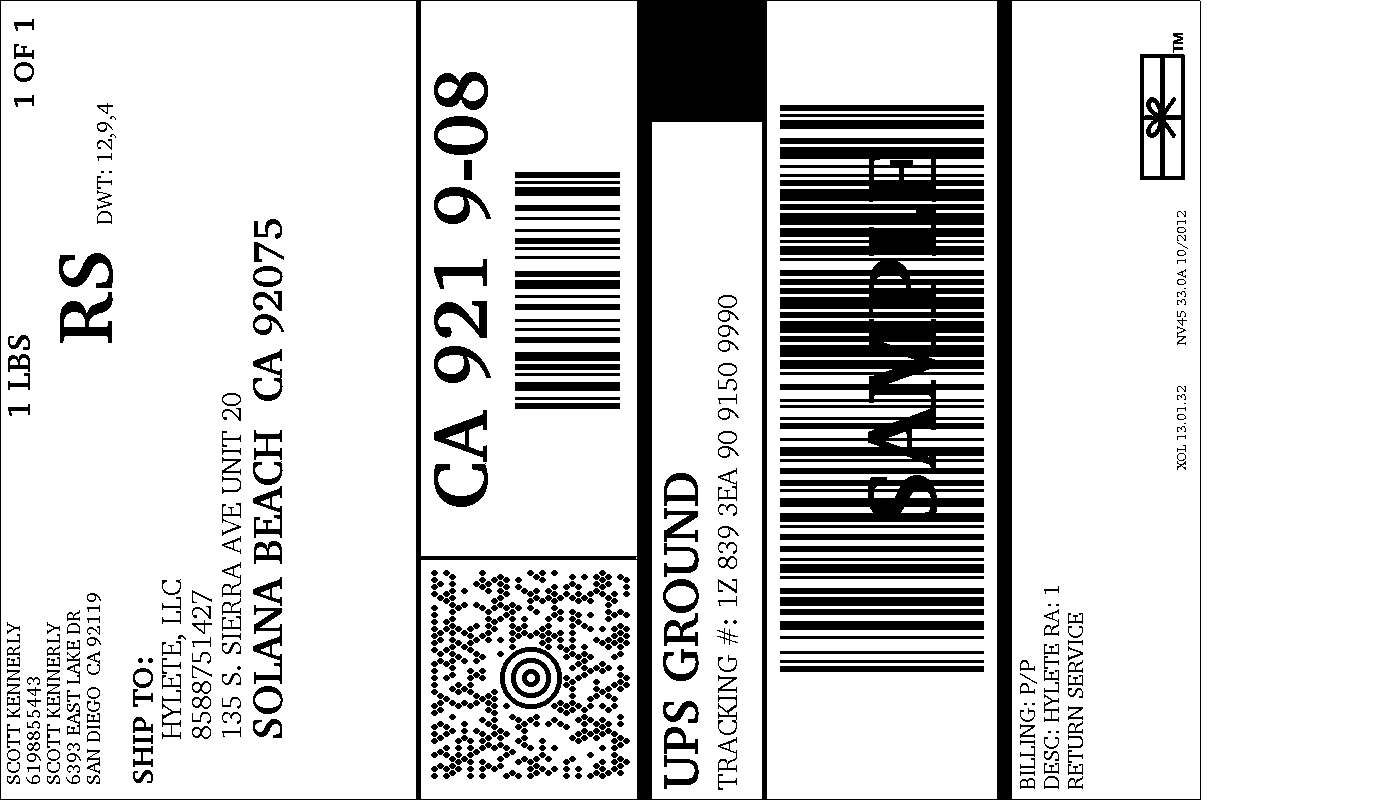 SCOTT KENNERLY
6198855443
SCOTT KENNERLY
6393 EAST LAKE DR
SAN DIEGO  CA 92119
1 LBS
1 OF 1
RS
DWT: 12,9,4
SHIP TO:
HYLETE, LLC
8588751427
135 S. SIERRA AVE UNIT 20
SOLANA BEACH  CA 92075
CA 921 9-08
UPS GROUND
TRACKING #: 1Z 839 3EA 90 9150 9990
SAMPLE
BILLING: P/P
DESC: HYLETE RA: 1
RETURN SERVICE
XOL 13.01.32
NV45 33.0A 10/2012
TM